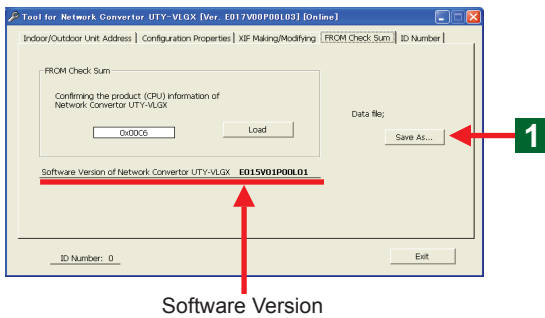 Tool for Network Convertor UTY-VLGX [Ver. E017V00P00L03] [Online]
Indoor/Outdoor Unit Address Configuration Properties XIF Making/Modifying FROM Check Sum ID Number
FROM Check Sum
Confirming the product (CPU) information of
Network Convertor UTY-VLGX
Data file;
0x00C6 Load Save As... 1
Software Version of Network Convertor UTY-VLGX E015V01P00L01
ID Number: 0 Exit
Software Version